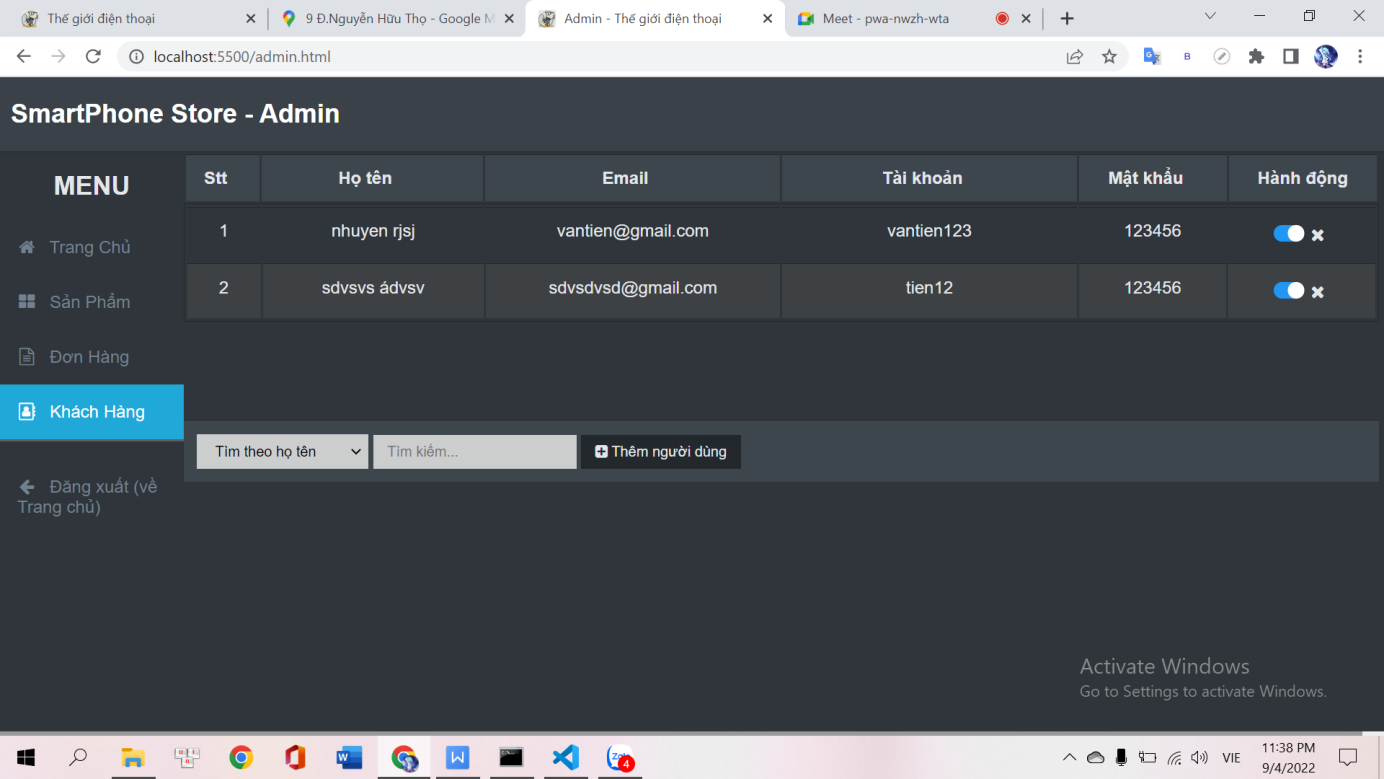 Thế giới điện thoại
9 Đ.Nguyễn Hữu Thọ - Google M
Admin - Thế giới điện thoại
Meet - pwa-nwzh-wta
localhost:5500/admin.html
B
SmartPhone Store - Admin
MENU
Trang Chủ
Sản Phẩm
Đơn Hàng
Khách Hàng
Đăng xuất (về
Trang chủ)
Stt Họ tên Email Tài khoản Mật khẩu Hành động
1 nhuyen rjsj vantien@gmail.com vantien123 123456
2 sdvsvs ádvsv sdvsdvsd@gmail.com tien12 123456
Tìm theo họ tên Tìm kiếm... Thêm người dùng
Activate Windows
Go to Settings to activate Windows.
W
W
Zalo
4
VIE
11:38 PM
9/4/2022